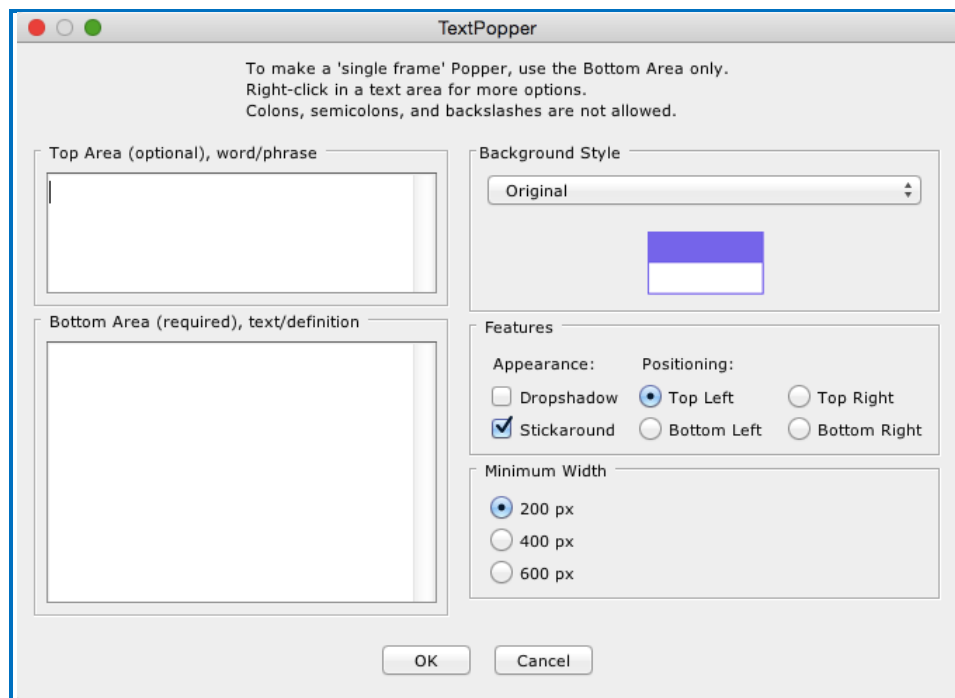 TextPopper
To make a 'single frame' Popper, use the Bottom Area only.
Right-click in a text area for more options.
Colons, semicolons, and backslashes are not allowed.
Top Area (optional), word/phrase
Bottom Area (required), text/definition
Background Style
Original
Features
Appearance: Positioning:
Dropshadow Top Left Top Right
Stickaround Bottom Left Bottom Right
Minimum Width
200 px
400 px
600 px
OK Cancel